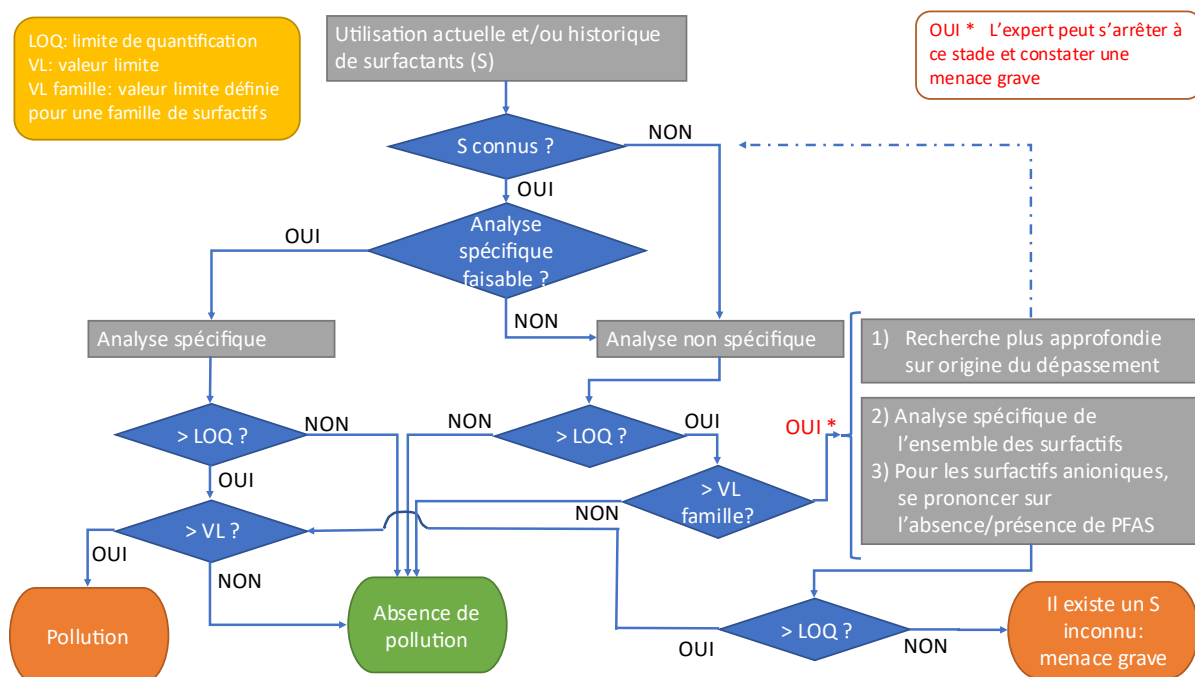 LOQ: limite de quantification
VL: valeur limite
VL famille: valeur limite définie
pour une famille de surfactifs
Utilisation actuelle et/ou historique
de surfactants (S)
OUI * L'expert peut s'arrêter à
ce stade et constater une
menace grave
S connus ?
NON
OUI
Analyse
spécifique
faisable ?
OUI
NON
Analyse spécifique
Analyse non spécifique
1) Recherche plus approfondie
sur origine du dépassement
2) Analyse spécifique de
l'ensemble des surfactifs
3) Pour les surfactifs anioniques,
se prononcer sur
l'absence/présence de PFAS
> LOQ ?
NON
OUI
NON
> LOQ ?
OUI
OUI *
> VL
famille?
NON
> VL ?
OUI
NON
Pollution
Absence de
pollution
> LOQ ?
OUI
NON
Il existe un S
inconnu:
menace grave